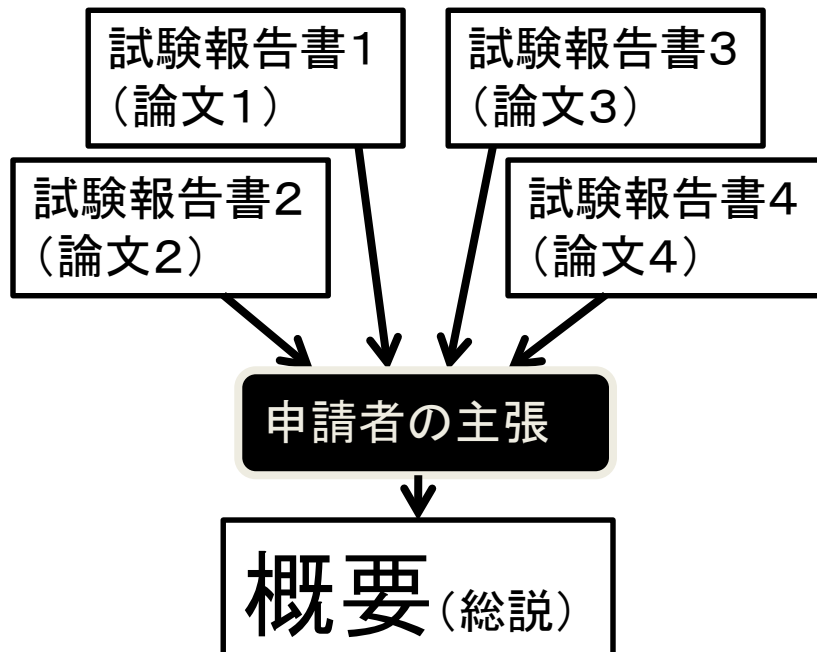 試験報告書1
（論文1）
試験報告書3
（論文3）
試験報告書2
（論文2）
試験報告書4
（論文4）
申請者の主張
概要（総説）